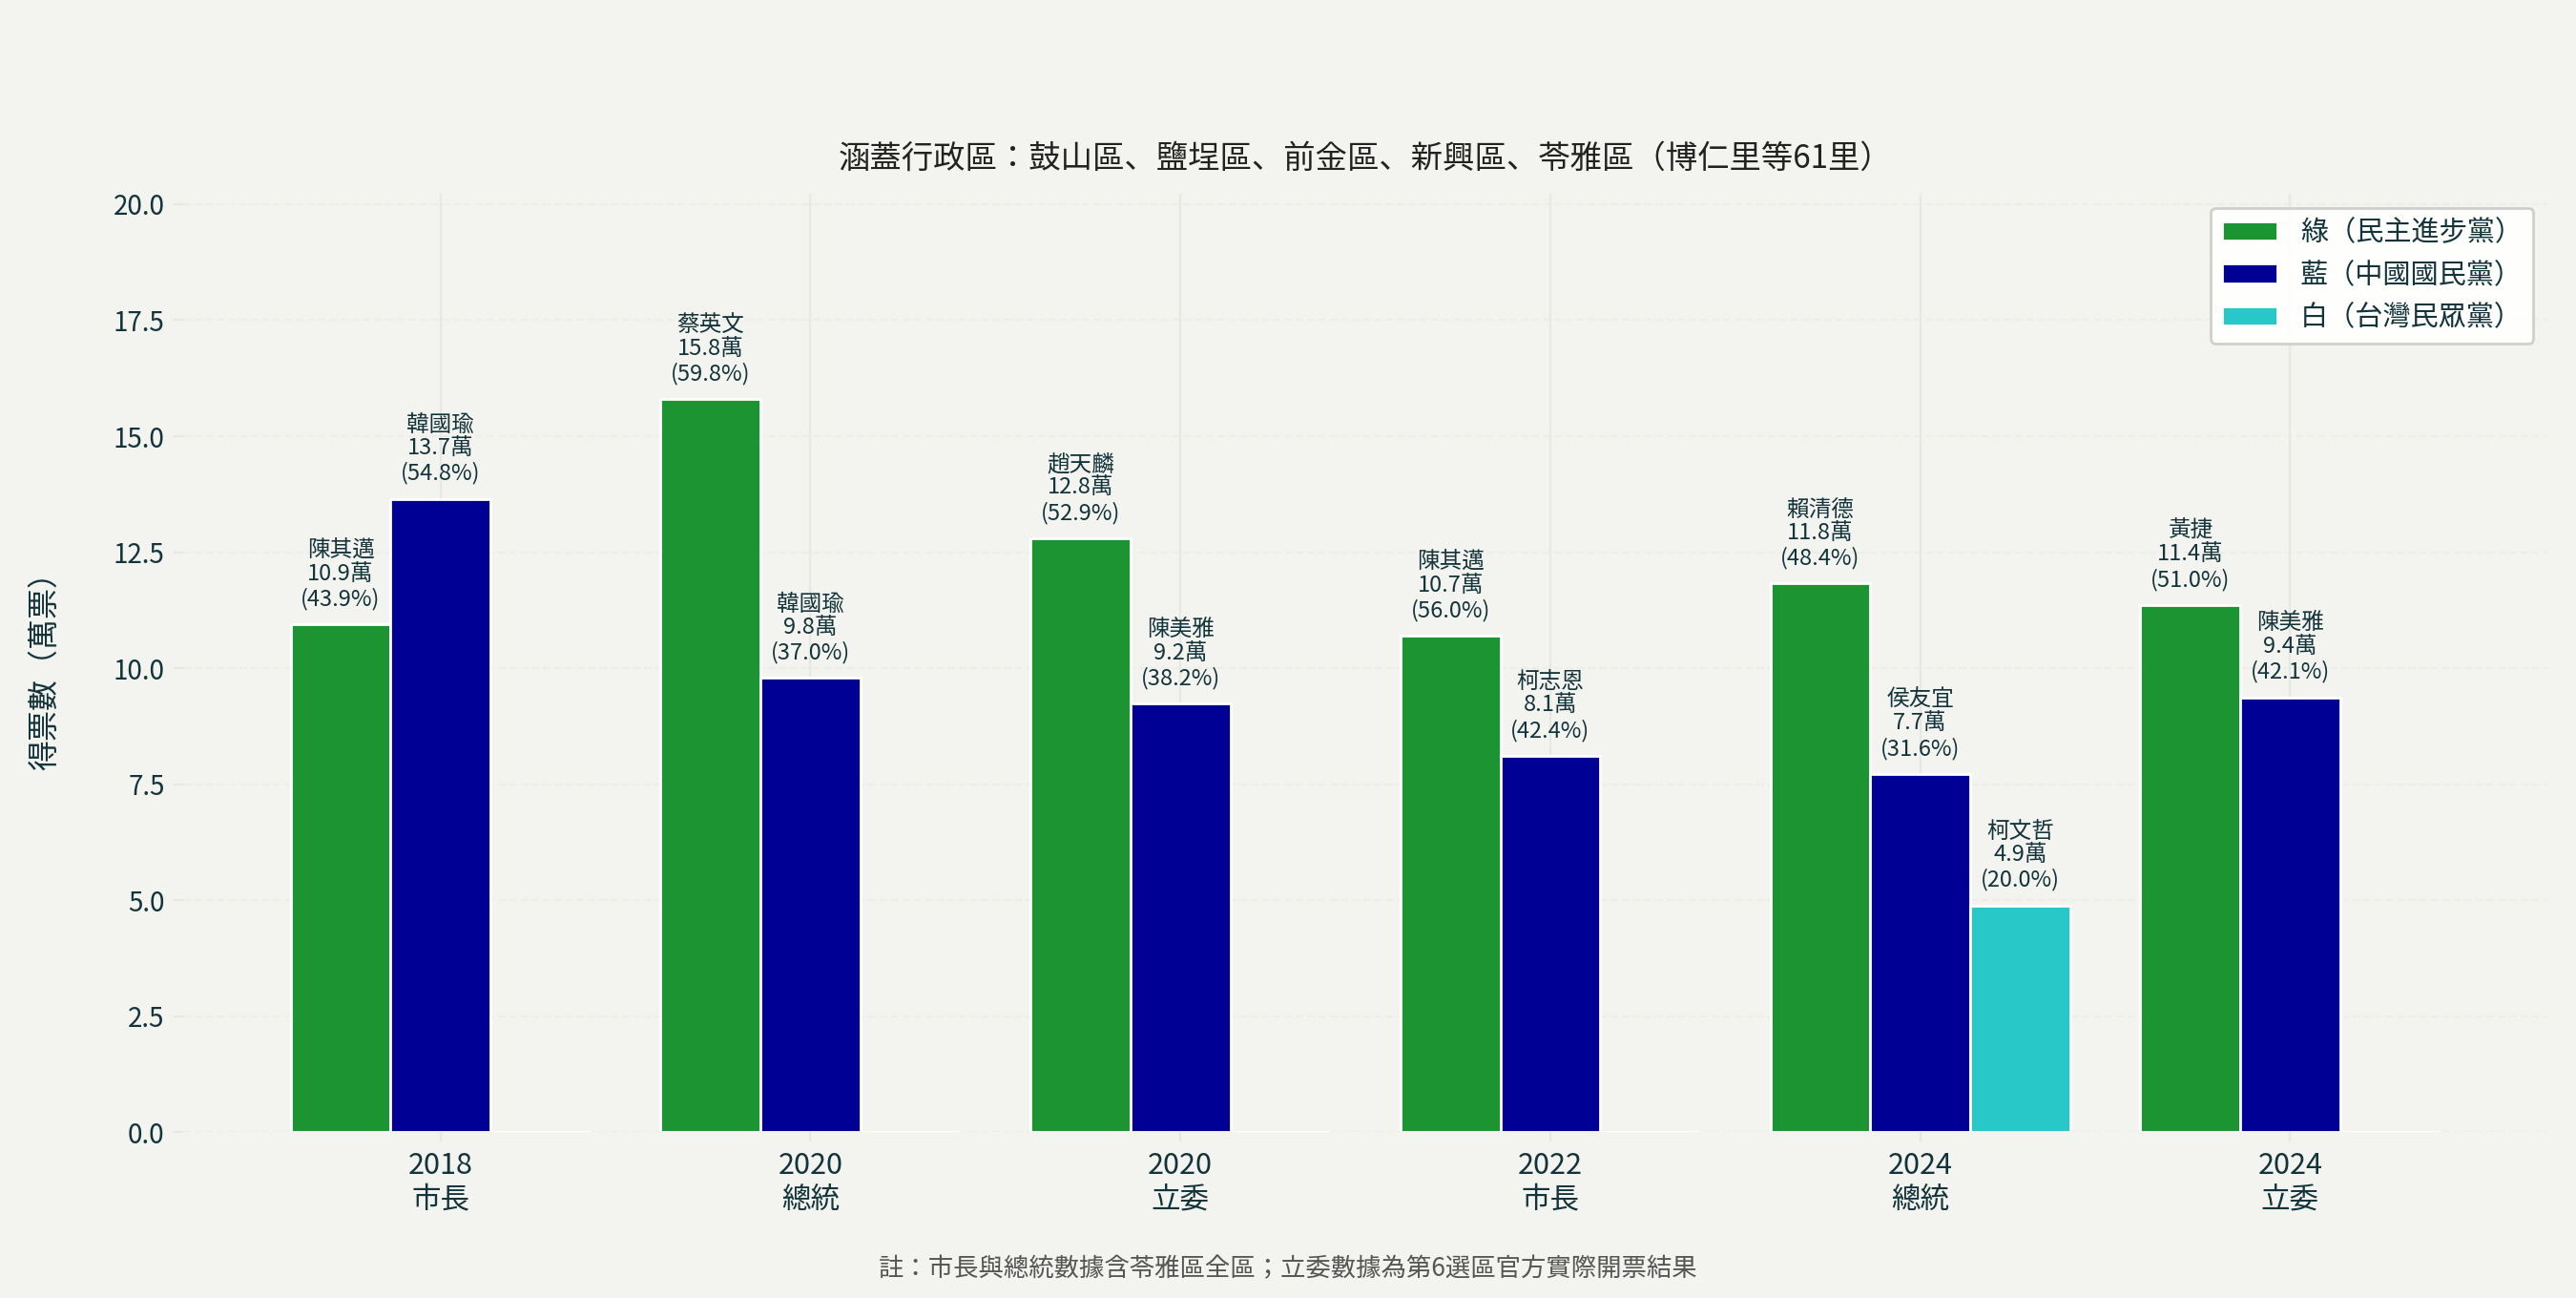 涵蓋行政區：鼓山區、鹽埕區、前金區、新興區、苓雅區（博仁里等61里）
得票數（萬票）
20.0
17.5
15.0
12.5
10.0
7.5
5.0
2.5
0.0
綠（民主進步黨）
藍（中國國民黨）
白（台灣民眾黨）
陳其邁
10.9萬
(43.9%)
韓國瑜
13.7萬
(54.8%)
蔡英文
15.8萬
(59.8%)
韓國瑜
9.8萬
(37.0%)
趙天麟
12.8萬
(52.9%)
陳美雅
9.2萬
(38.2%)
陳其邁
10.7萬
(56.0%)
柯志恩
8.1萬
(42.4%)
賴清德
11.8萬
(48.4%)
侯友宜
7.7萬
(31.6%)
柯文哲
4.9萬
(20.0%)
黃捷
11.4萬
(51.0%)
陳美雅
9.4萬
(42.1%)
2018
市長
2020
總統
2020
立委
2022
市長
2024
總統
2024
立委
註：市長與總統數據含苓雅區全區；立委數據為第6選區官方實際開票結果